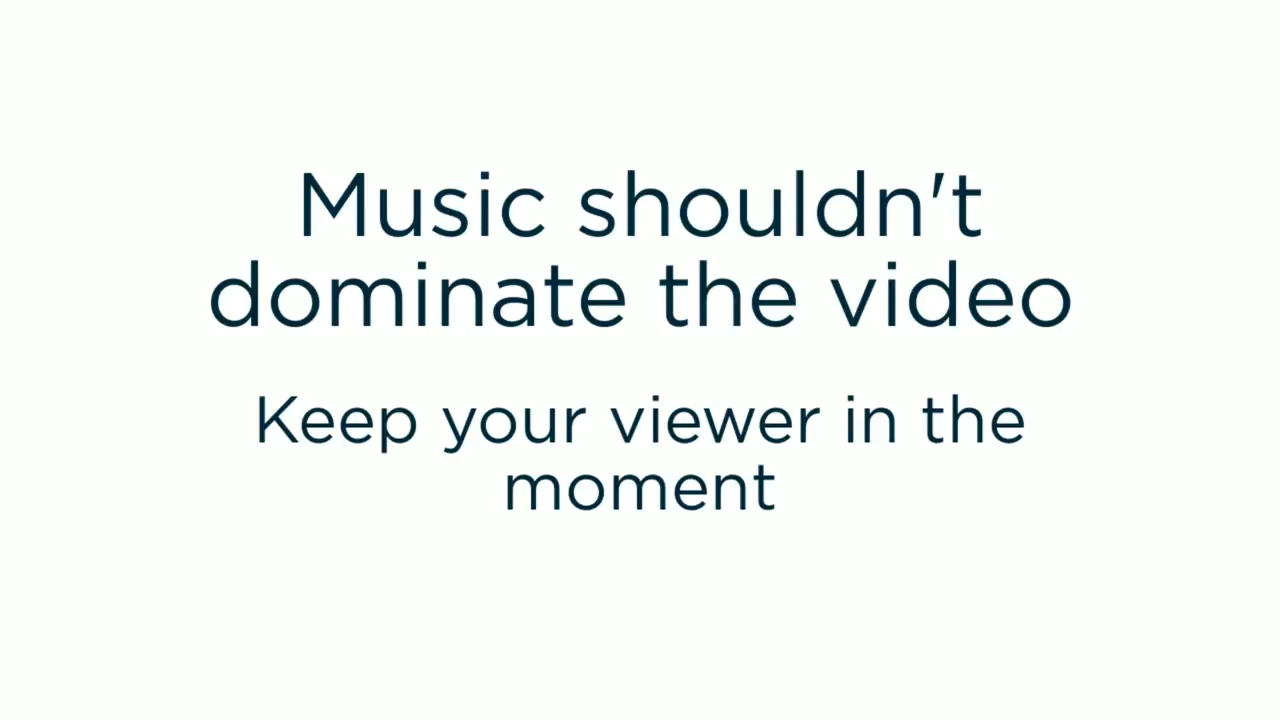 Music shouldn't
dominate the video
Keep your viewer in the
moment